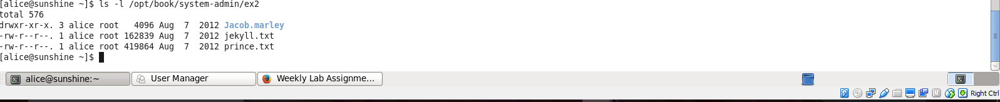 [alice@sunshine ~]$ ls -l /opt/book/system-admin/ex2
total 576
drwxr-xr-x. 3 alice root   4096 Aug  7  2012 Jacob.marley
-rw-r--r--. 1 alice root 162839 Aug  7  2012 jekyll.txt
-rw-r--r--. 1 alice root 419864 Aug  7  2012 prince.txt
[alice@sunshine ~]$
alice@sunshine:~ User Manager Weekly Lab Assignme...
Right Ctrl